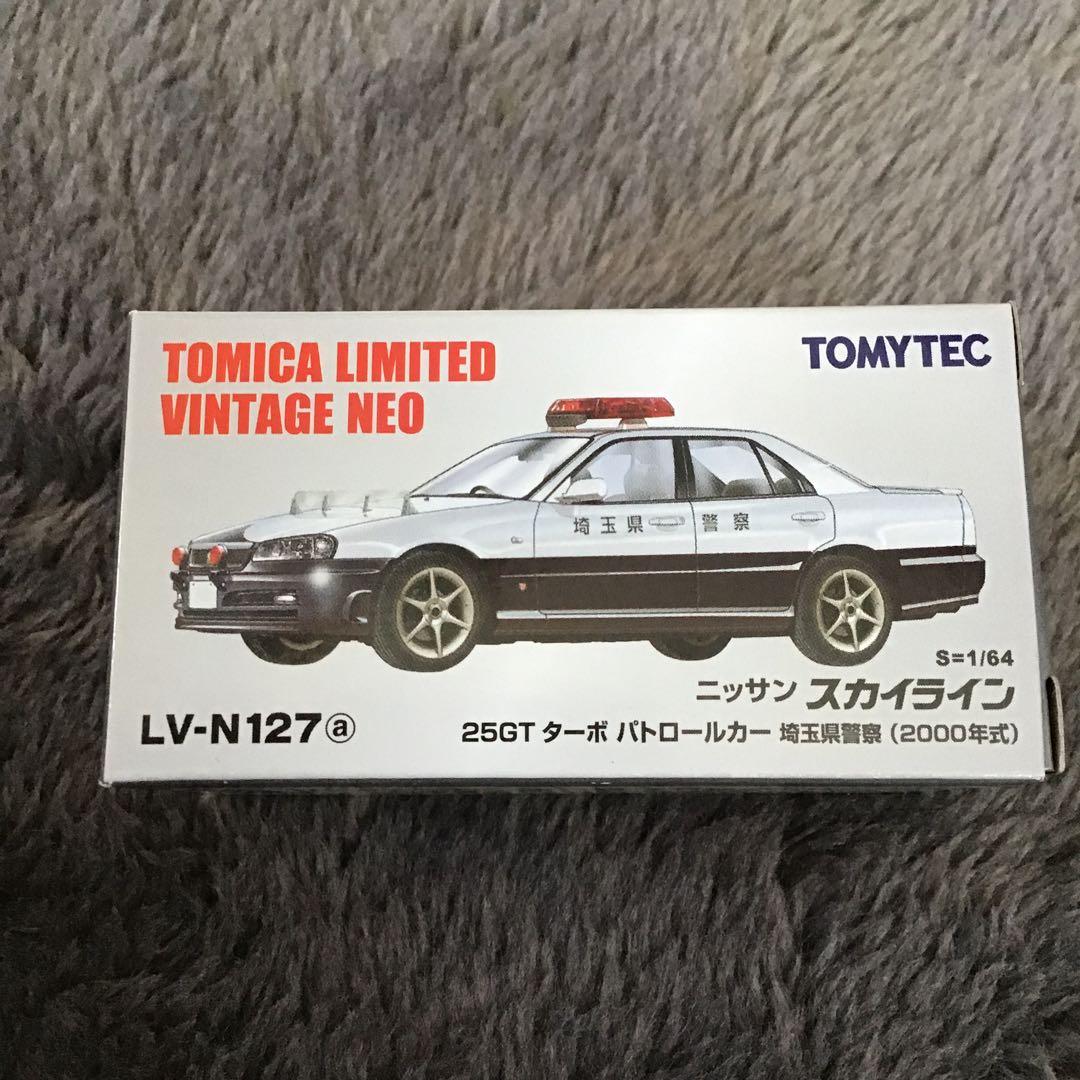 TOMICA LIMITED
VINTAGE NEO
TOMYTEC
埼玉県 警察
S=1/64
ニッサン スカイライン
LV-N127ⓐ
25GT ターボ パトロールカー 埼玉県警察 (2000年式)